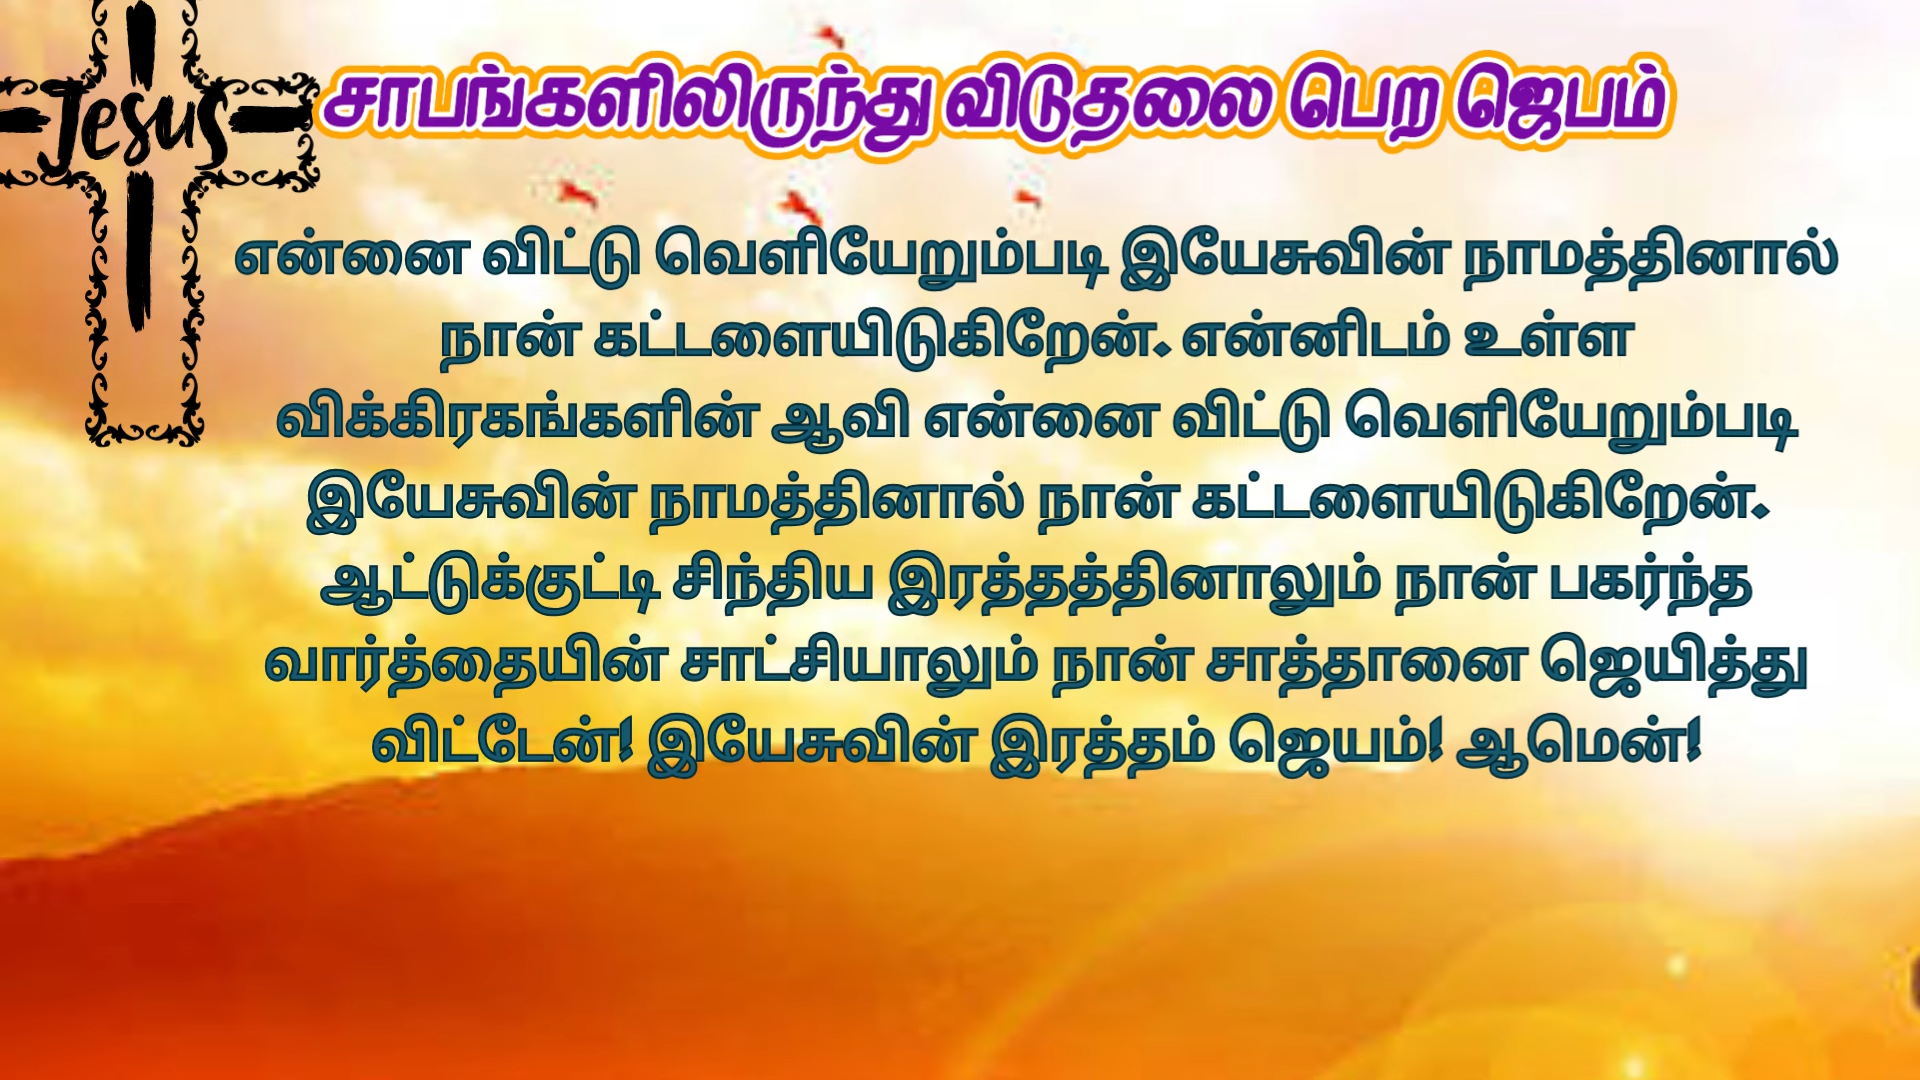 Jesus
சாபங்களிலிருந்து விடுதலை பெற ஜெபம்
என்னை விட்டு வெளியேறும்படி இயேசுவின் நாமத்தினால்
நான் கட்டளையிடுகிறேன். என்னிடம் உள்ள
விக்கிரகங்களின் ஆவி என்னை விட்டு வெளியேறும்படி
இயேசுவின் நாமத்தினால் நான் கட்டளையிடுகிறேன்.
ஆட்டுக்குட்டி சிந்திய இரத்தத்தினாலும் நான் பகர்ந்த
வார்த்தையின் சாட்சியாலும் நான் சாத்தானை ஜெயித்து
விட்டேன்! இயேசுவின் இரத்தம் ஜெயம்! ஆமென்!